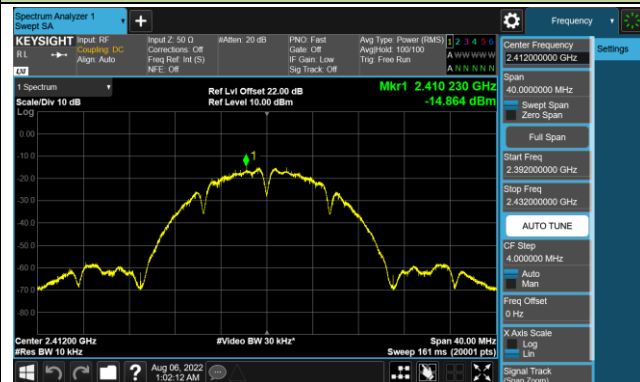 Spectrum Analyzer 1
Swept SA
Frequency
KEYSIGHT
Input: RF
Coupling: DC
Align: Auto
RL
LXI
Input Z: 50 Ω
Corrections: Off
Freq Ref: Int (S)
NFE: Off
#Atten: 20 dB
PNO: Fast
Gate: Off
IF Gain: Low
Sig Track: Off
Avg Type: Power (RMS)
Avg|Hold: 100/100
Trig: Free Run
1 2 3 4 5 6
A W W W W W
A N N N N N
Center Frequency
2.412000000 GHz
Settings
Span
40.0000000 MHz
Swept Span
Zero Span
Full Span
Start Freq
2.392000000 GHz
Stop Freq
2.432000000 GHz
AUTO TUNE
CF Step
4.000000 MHz
Auto
Man
Freq Offset
0 Hz
X Axis Scale
Log
Lin
Signal Track
(Span Zoom)
1 Spectrum
Scale/Div 10 dB
Log
Ref Lvl Offset 22.00 dB
Ref Level 10.00 dBm
Mkr1 2.410 230 GHz
-14.864 dBm
1
0.00
-10.0
-20.0
-30.0
-40.0
-50.0
-60.0
-70.0
-80.0
Center 2.41200 GHz
#Res BW 10 kHz
#Video BW 30 kHz*
Span 40.00 MHz
Sweep 161 ms (20001 pts)
?
Aug 06, 2022
1:02:12 AM